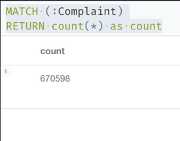 MATCH (:Complaint)
RETURN count(*) as count
count
1
670598